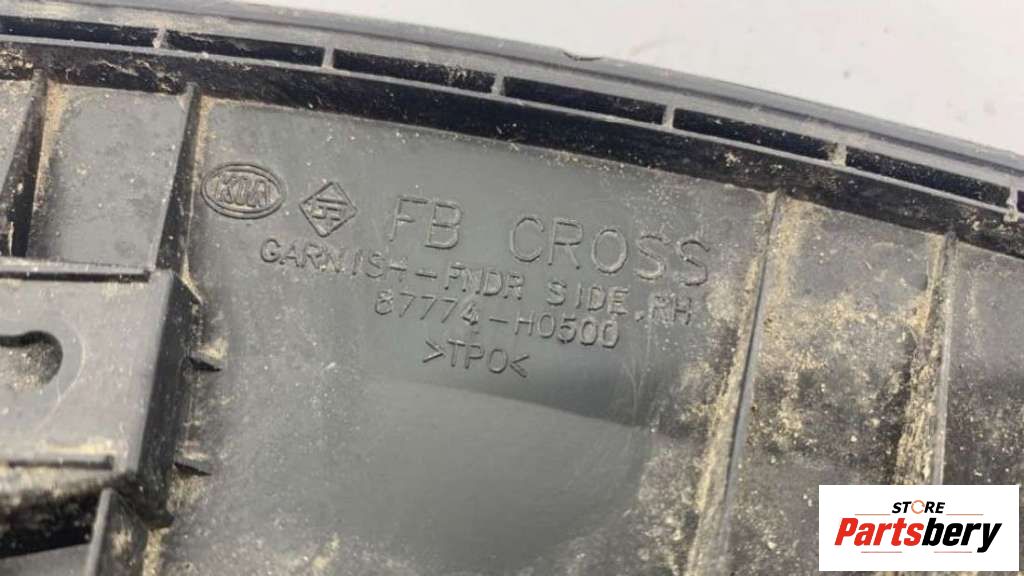 KIA FB CROSS
GARNISH-FNDR SIDE,RH
87774-H0500
>TPO<
STORE
Partsbery